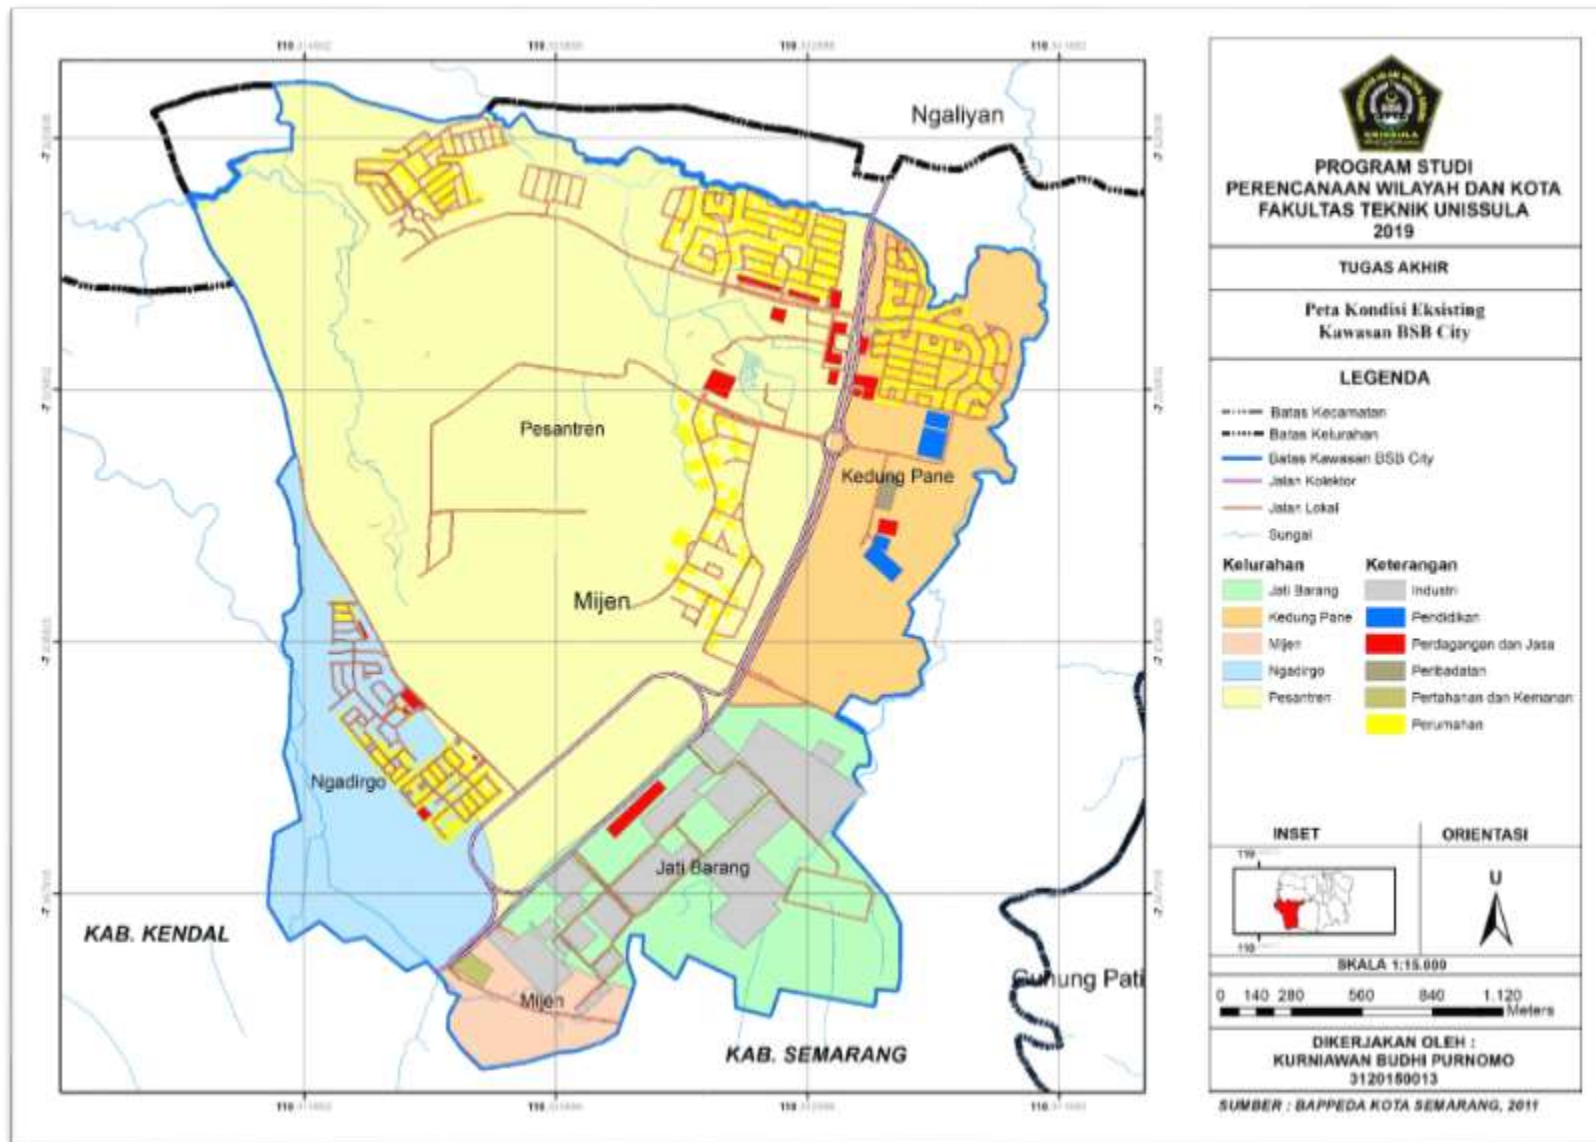 Ngaliyan
Pesantren
Kedung Pane
Mijen
Ngadirgo
Jati Barang
Mijen
KAB. KENDAL
KAB. SEMARANG
Gunung Pati
UNISSULA
PROGRAM STUDI
PERENCANAAN WILAYAH DAN KOTA
FAKULTAS TEKNIK UNISSULA
2019
TUGAS AKHIR
Peta Kondisi Eksisting
Kawasan BSB City
LEGENDA
Batas Kecamatan
Batas Kelurahan
Batas Kawasan BSB City
Jalan Kolektor
Jalan Lokal
Sungai
Kelurahan
Jati Barang
Kedung Pane
Mijen
Ngadirgo
Pesantren
Keterangan
Industri
Pendidikan
Perdagangan dan Jasa
Peribadatan
Pertahanan dan Kemanan
Perumahan
INSET
ORIENTASI
U
SKALA 1:15.000
0 140 280 560 840 1.120
Meters
DIKERJAKAN OLEH :
KURNIAWAN BUDHI PURNOMO
3120150013
SUMBER : BAPPEDA KOTA SEMARANG, 2011